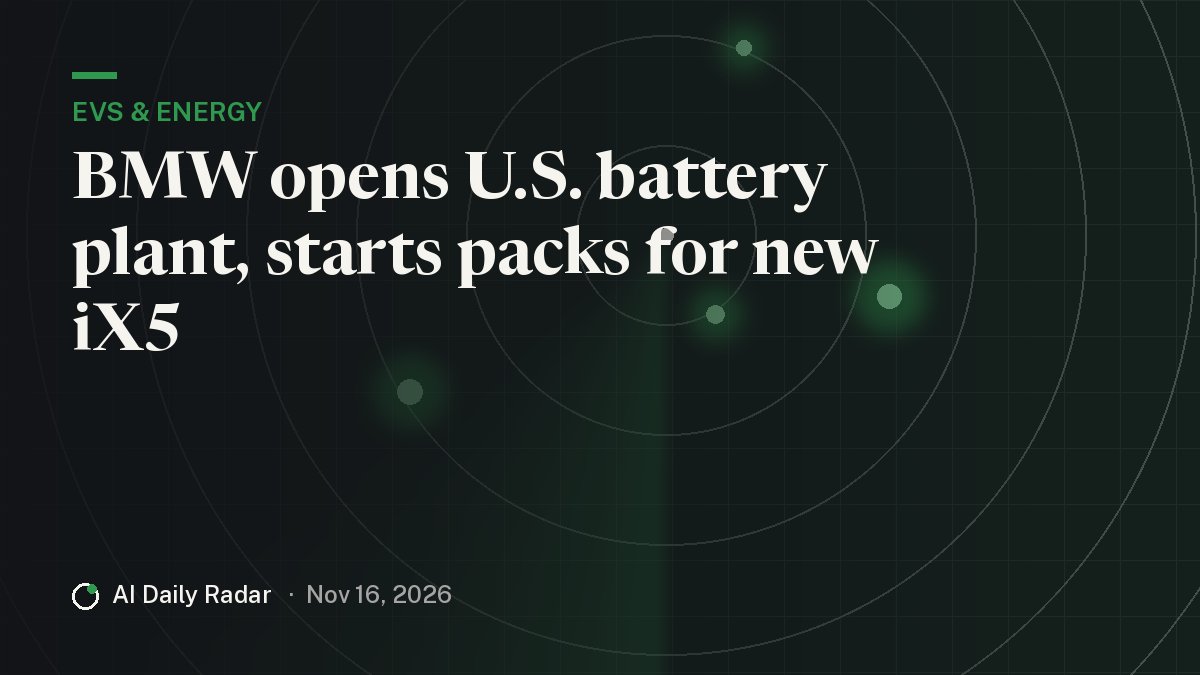 EVS & ENERGY
BMW opens U.S. battery
plant, starts packs for new
iX5
AI Daily Radar · Nov 16, 2026